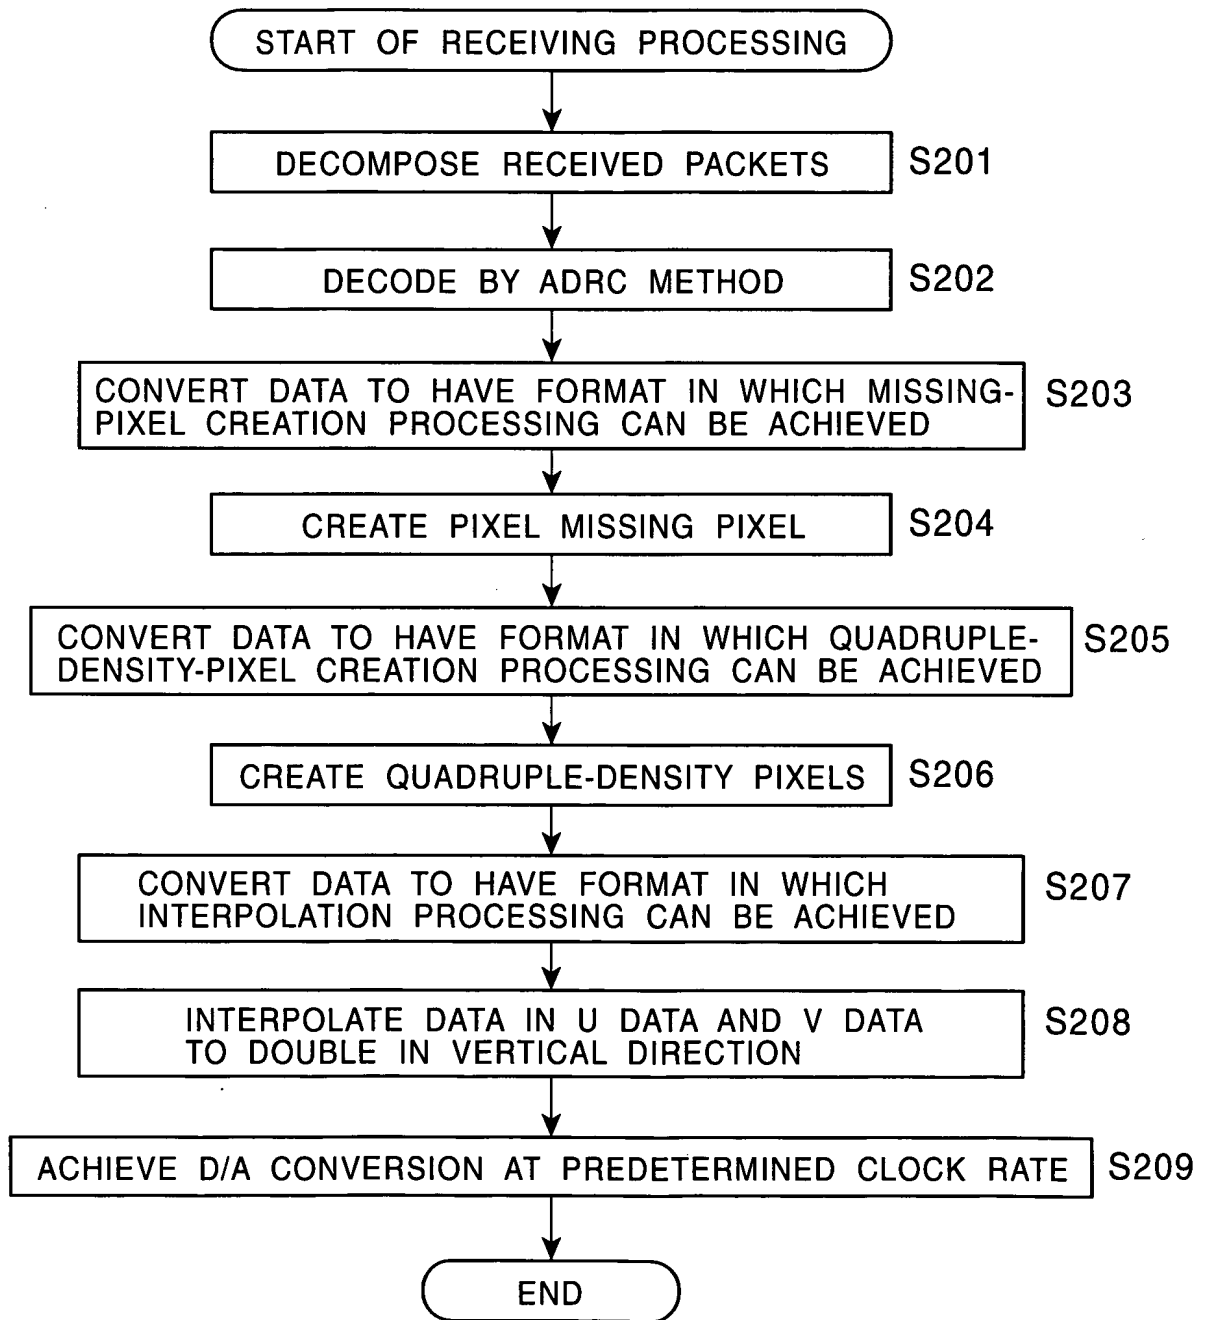 START OF RECEIVING PROCESSING
DECOMPOSE RECEIVED PACKETS
S201
DECODE BY ADRC METHOD
S202
CONVERT DATA TO HAVE FORMAT IN WHICH MISSING-
PIXEL CREATION PROCESSING CAN BE ACHIEVED
S203
CREATE PIXEL MISSING PIXEL
S204
CONVERT DATA TO HAVE FORMAT IN WHICH QUADRUPLE-
DENSITY-PIXEL CREATION PROCESSING CAN BE ACHIEVED
S205
CREATE QUADRUPLE-DENSITY PIXELS
S206
CONVERT DATA TO HAVE FORMAT IN WHICH
INTERPOLATION PROCESSING CAN BE ACHIEVED
S207
INTERPOLATE DATA IN U DATA AND V DATA
TO DOUBLE IN VERTICAL DIRECTION
S208
ACHIEVE D/A CONVERSION AT PREDETERMINED CLOCK RATE
S209
END